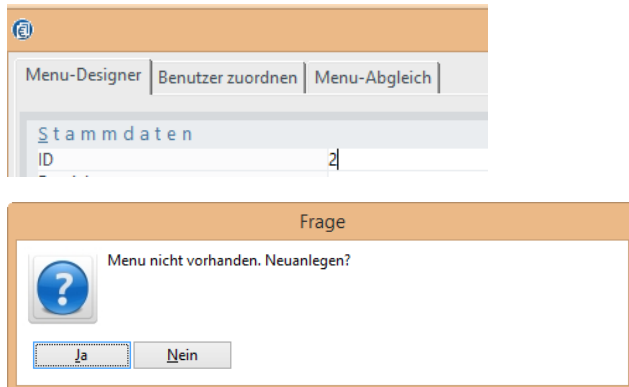 Menu-Designer Benutzer zuordnen Menu-Abgleich
Stammdaten
ID 2
Frage
Menu nicht vorhanden. Neuanlegen?
Ja Nein